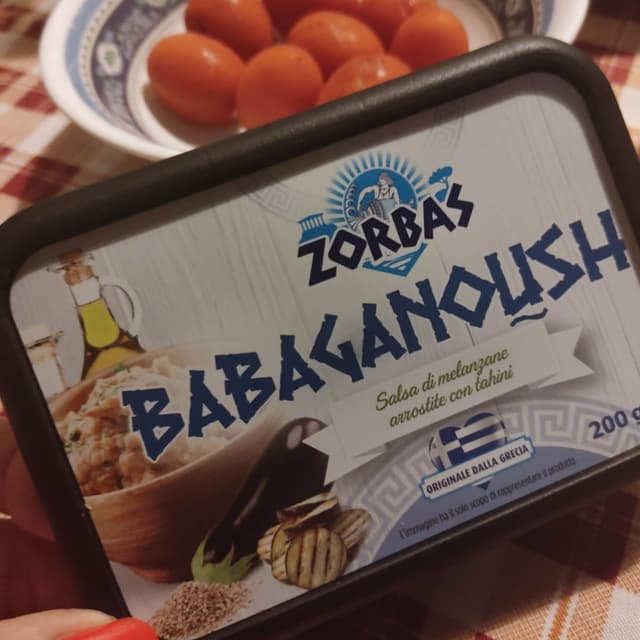 ZORBAS
BABAGANOUSH
Salsa di melanzane
arrostite con tahini
ORIGINALE DALLA GRECIA
200 g
L'immagine ha il solo scopo di rappresentare il prodotto